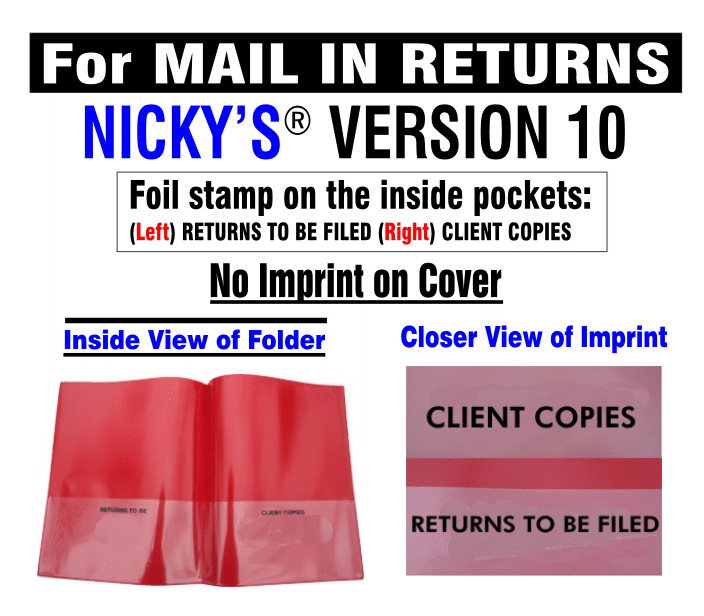 For MAIL IN RETURNS
NICKY'S® VERSION 10
Foil stamp on the inside pockets:
(Left) RETURNS TO BE FILED (Right) CLIENT COPIES
No Imprint on Cover
Inside View of Folder
Closer View of Imprint
RETURNS TO BE
CLIENT COPIES
CLIENT COPIES
RETURNS TO BE FILED